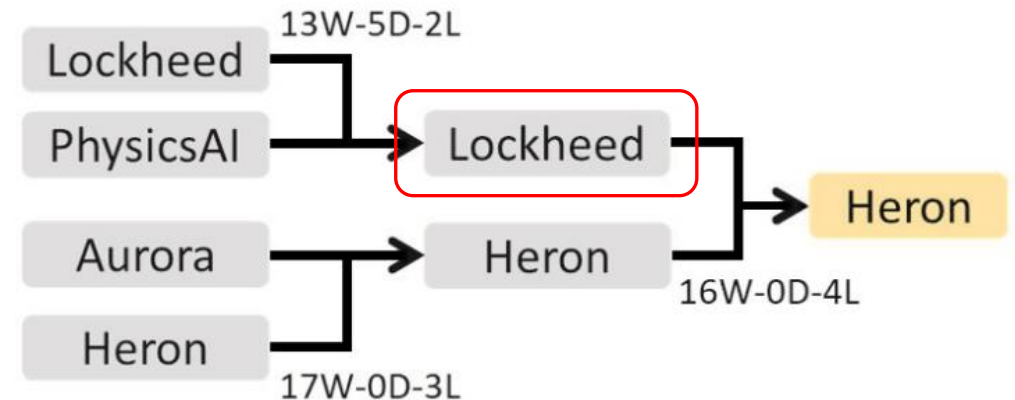 13W-5D-2L
Lockheed
PhysicsAI
Lockheed
Heron
Aurora
Heron
16W-0D-4L
Heron
17W-0D-3L